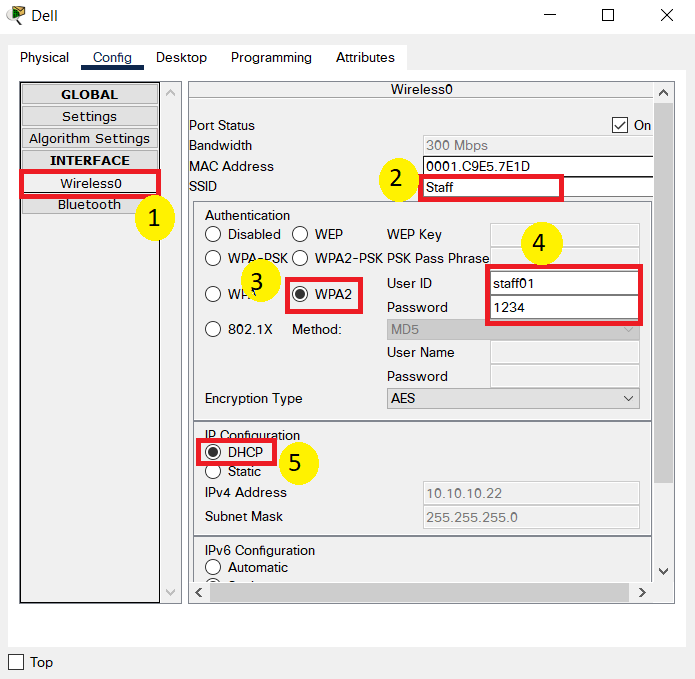 Dell
Physical Config Desktop Programming Attributes
GLOBAL
Settings
Algorithm Settings
INTERFACE
Wireless0
Bluetooth
1
Wireless0
Port Status On
Bandwidth 300 Mbps
MAC Address 0001.C9E5.7E1D
SSID Staff
2
Authentication
Disabled WEP WEP Key
4
WPA-PSK WPA2-PSK PSK Pass Phrase
3
User ID staff01
WPA2
Password 1234
802.1X Method: MD5
User Name
Password
Encryption Type AES
IP Configuration
DHCP
5
Static
IPv4 Address 10.10.10.22
Subnet Mask 255.255.255.0
IPv6 Configuration
Automatic
Top